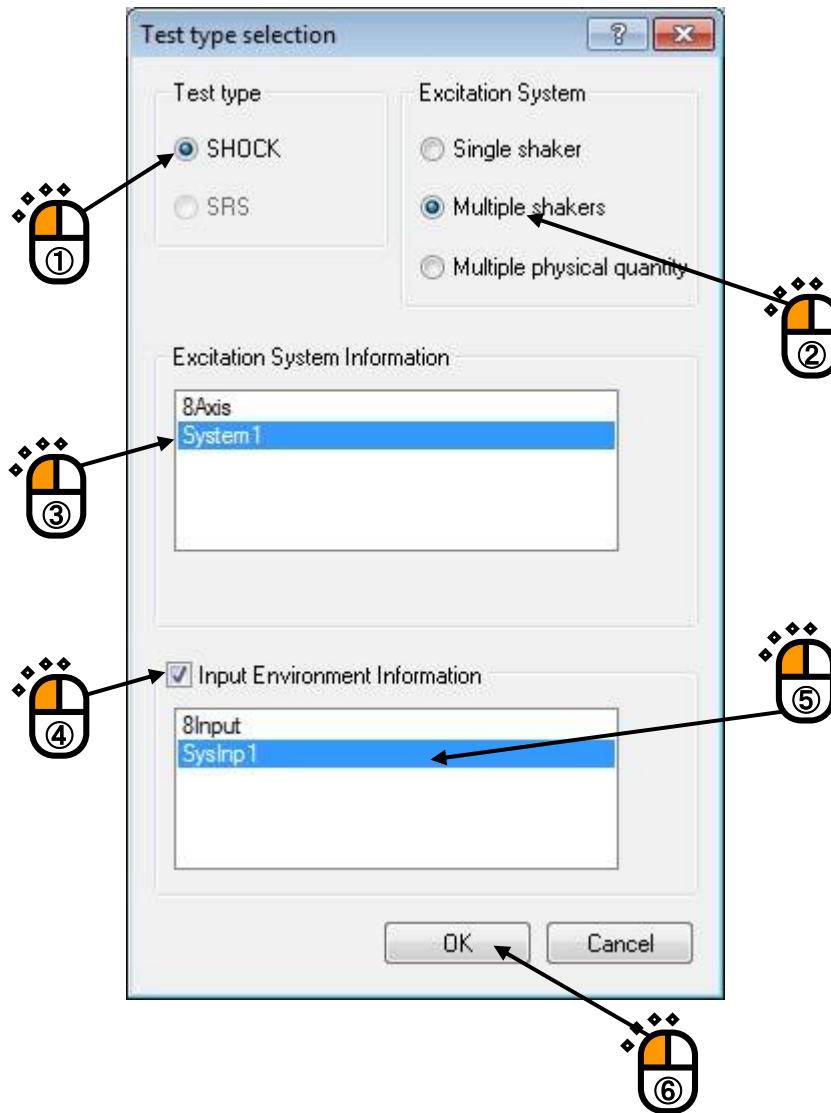 Test type selection
Test type
SHOCK
SRS
Excitation System
Single shaker
Multiple shakers
Multiple physical quantity
①
②
Excitation System Information
8Axis
System1
③
Input Environment Information
8Input
SysInp1
④
⑤
OK
Cancel
⑥